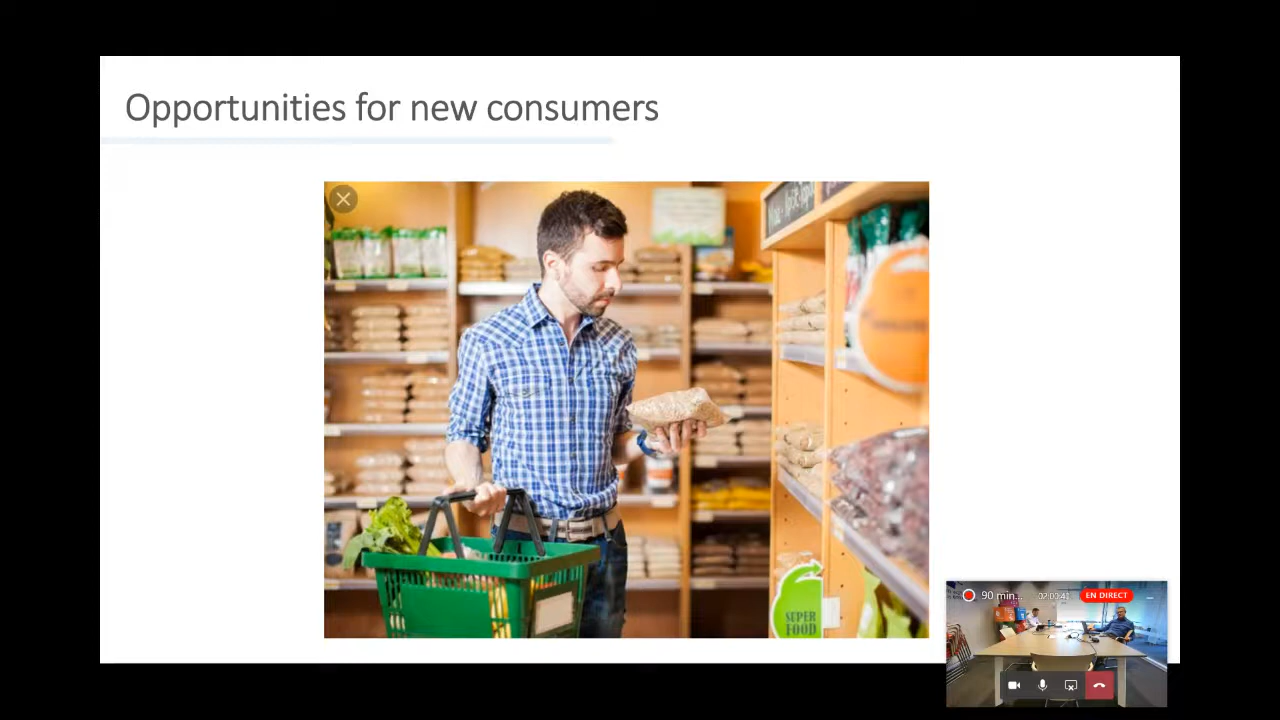 Opportunities for new consumers
SUPER
FOOD
90 min...
EN DIRECT